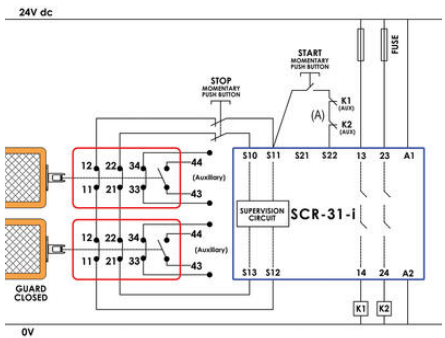 24V dc
START
MOMENTARY
PUSH BUTTON
FUSE
STOP
MOMENTARY
PUSH BUTTON
K1
(AUX)
(A)
K2
(AUX)
S10 S11 S21 S22 13 23 A1
12 22 34
44
(Auxiliary)
43
11 21 33
SUPERVISION
CIRCUIT
SCR-31-i
12 22 34
44
(Auxiliary)
43
11 21 33
S13 S12 14 24 A2
GUARD
CLOSED
K1 K2
0V